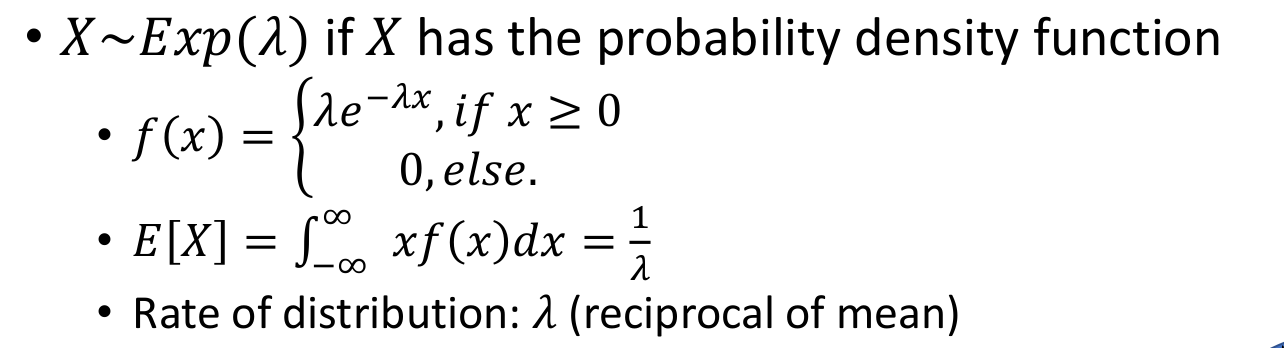 • X~Exp(λ) if X has the probability density function
• f(x) = {λe^{−λx}, if x ≥ 0
0, else.
• E[X] = ∫_{−∞}^{∞} xf(x)dx = 1/λ
• Rate of distribution: λ (reciprocal of mean)